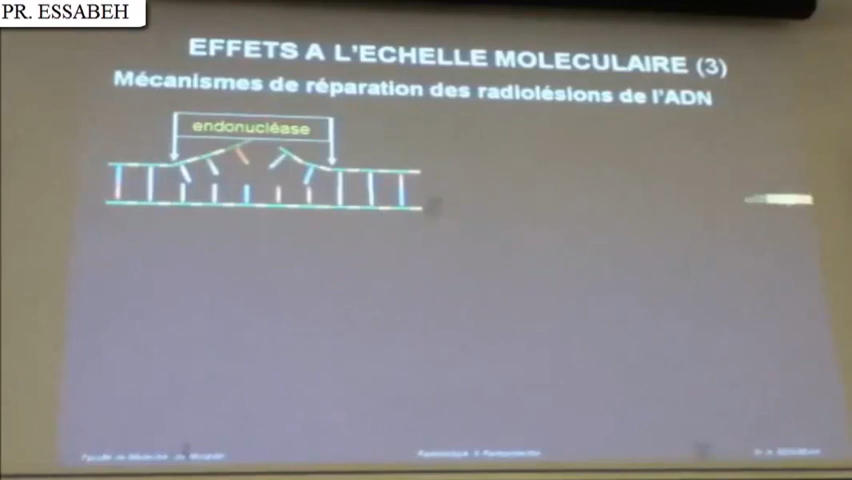 PR. ESSABEH
EFFETS A L'ECHELLE MOLECULAIRE (3)
Mécanismes de réparation des radiolésions de l'ADN
endonucléase